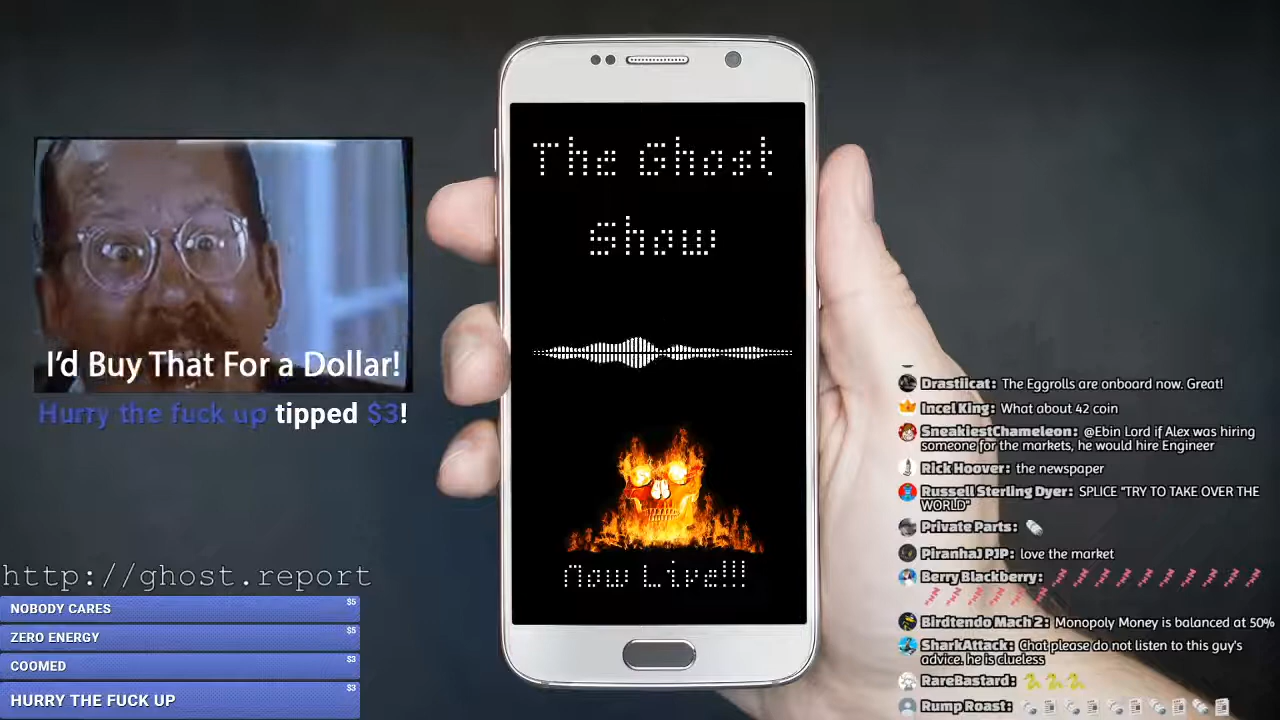 The Ghost
Show
Now Live!!!
I'd Buy That For a Dollar!
Hurry the fuck up tipped $3!
http://ghost.report
NOBODY CARES $5
ZERO ENERGY $5
COOMED $3
HURRY THE FUCK UP $3
Drastiicat: The Eggrolls are onboard now. Great!
Incel King: What about 42 coin
SneakiestChameleon: @Ebin Lord if Alex was hiring
someone for the markets, he would hire Engineer
Rick Hoover: the newspaper
Russell Sterling Dyer: SPLICE "TRY TO TAKE OVER THE
WORLD"
Private Parts:
PiranhaJ PJP: love the market
Berry Blackberry:
Birdtendo Mach 2: Monopoly Money is balanced at 50%
SharkAttack: Chat please do not listen to this guy's
advice. he is clueless
RareBastard:
Rump Roast: